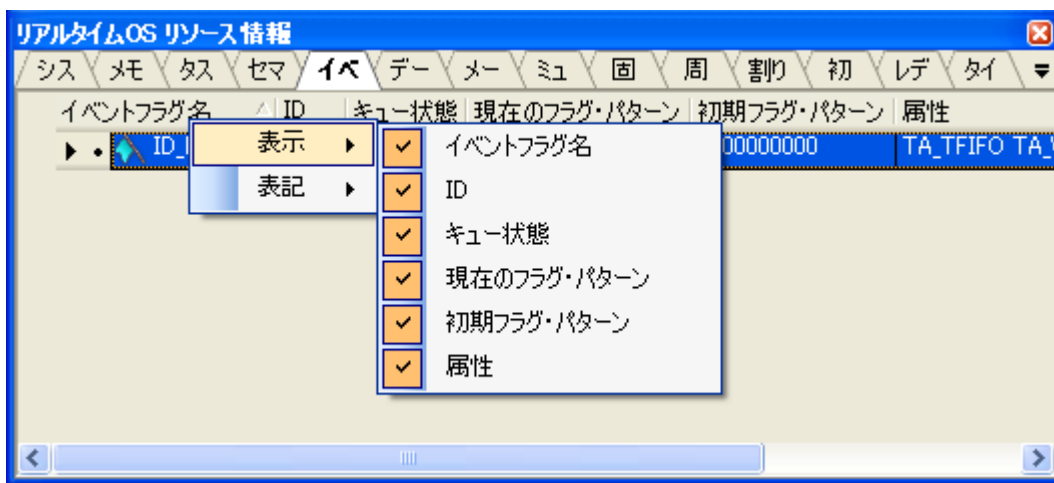 リアルタイムOS リソース情報
シス メモ タス セマ イベ デー メー ミュ 固 周 割り 初 レデ タイ
イベントフラグ名 ID キュー状態 現在のフラグ・パターン 初期フラグ・パターン 属性
00000000 TA_TFIFO
表示
表記
イベントフラグ名
ID
キュー状態
現在のフラグ・パターン
初期フラグ・パターン
属性